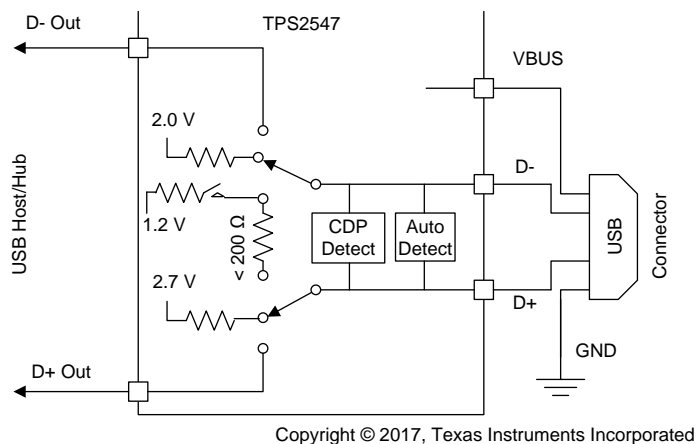 D- Out
TPS2547
VBUS
2.0 V
D-
1.2 V
< 200 Ω
CDP
Detect
Auto
Detect
USB
Connector
USB Host/Hub
2.7 V
D+
GND
D+ Out
Copyright © 2017, Texas Instruments Incorporated